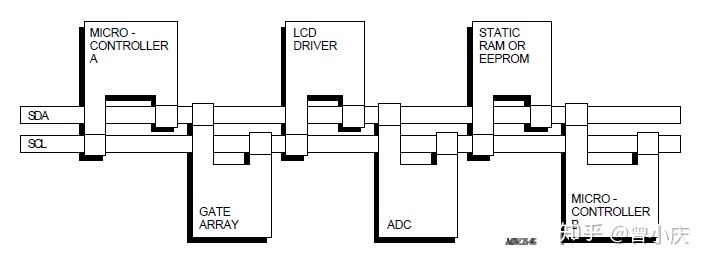 MICRO -
CONTROLLER
A
LCD
DRIVER
STATIC
RAM OR
EEPROM
SDA
SCL
GATE
ARRAY
ADC
MICRO -
CONTROLLER
B
知乎 @曾小庆